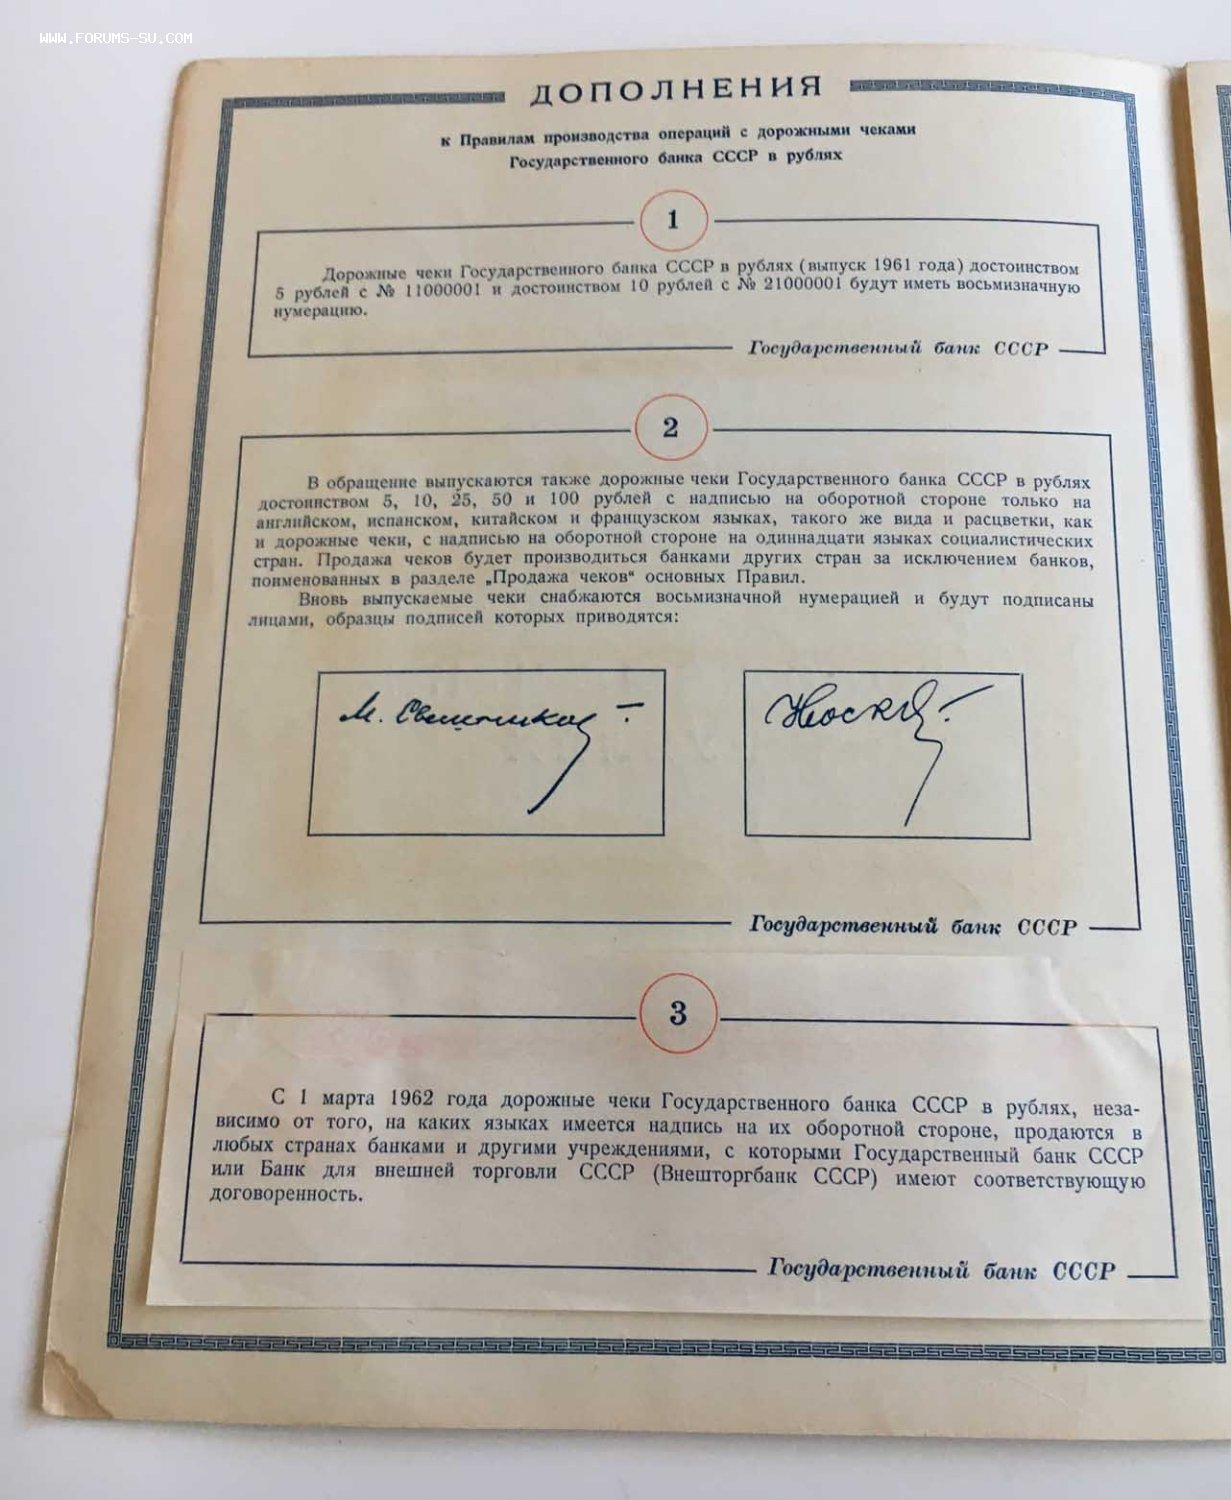 WWW.FORUMS-SU.COM
ДОПОЛНЕНИЯ
к Правилам производства операций с дорожными чеками
Государственного банка СССР в рублях
1
Дорожные чеки Государственного банка СССР в рублях (выпуск 1961 года) достоинством
5 рублей с № 11000001 и достоинством 10 рублей с № 21000001 будут иметь восьмизначную
нумерацию.
Государственный банк СССР
2
В обращение выпускаются также дорожные чеки Государственного банка СССР в рублях
достоинством 5, 10, 25, 50 и 100 рублей с надписью на оборотной стороне только на
английском, испанском, китайском и французском языках, такого же вида и расцветки, как
и дорожные чеки, с надписью на оборотной стороне на одиннадцати языках социалистических
стран. Продажа чеков будет производиться банками других стран за исключением банков,
поименованных в разделе „Продажа чеков“ основных Правил.
Вновь выпускаемые чеки снабжаются восьмизначной нумерацией и будут подписаны
лицами, образцы подписей которых приводятся:
М.
Государственный банк СССР
3
С 1 марта 1962 года дорожные чеки Государственного банка СССР в рублях, неза-
висимо от того, на каких языках имеется надпись на их оборотной стороне, продаются в
любых странах банками и другими учреждениями, с которыми Государственный банк СССР
или Банк для внешней торговли СССР (Внешторгбанк СССР) имеют соответствующую
договоренность.
Государственный банк СССР